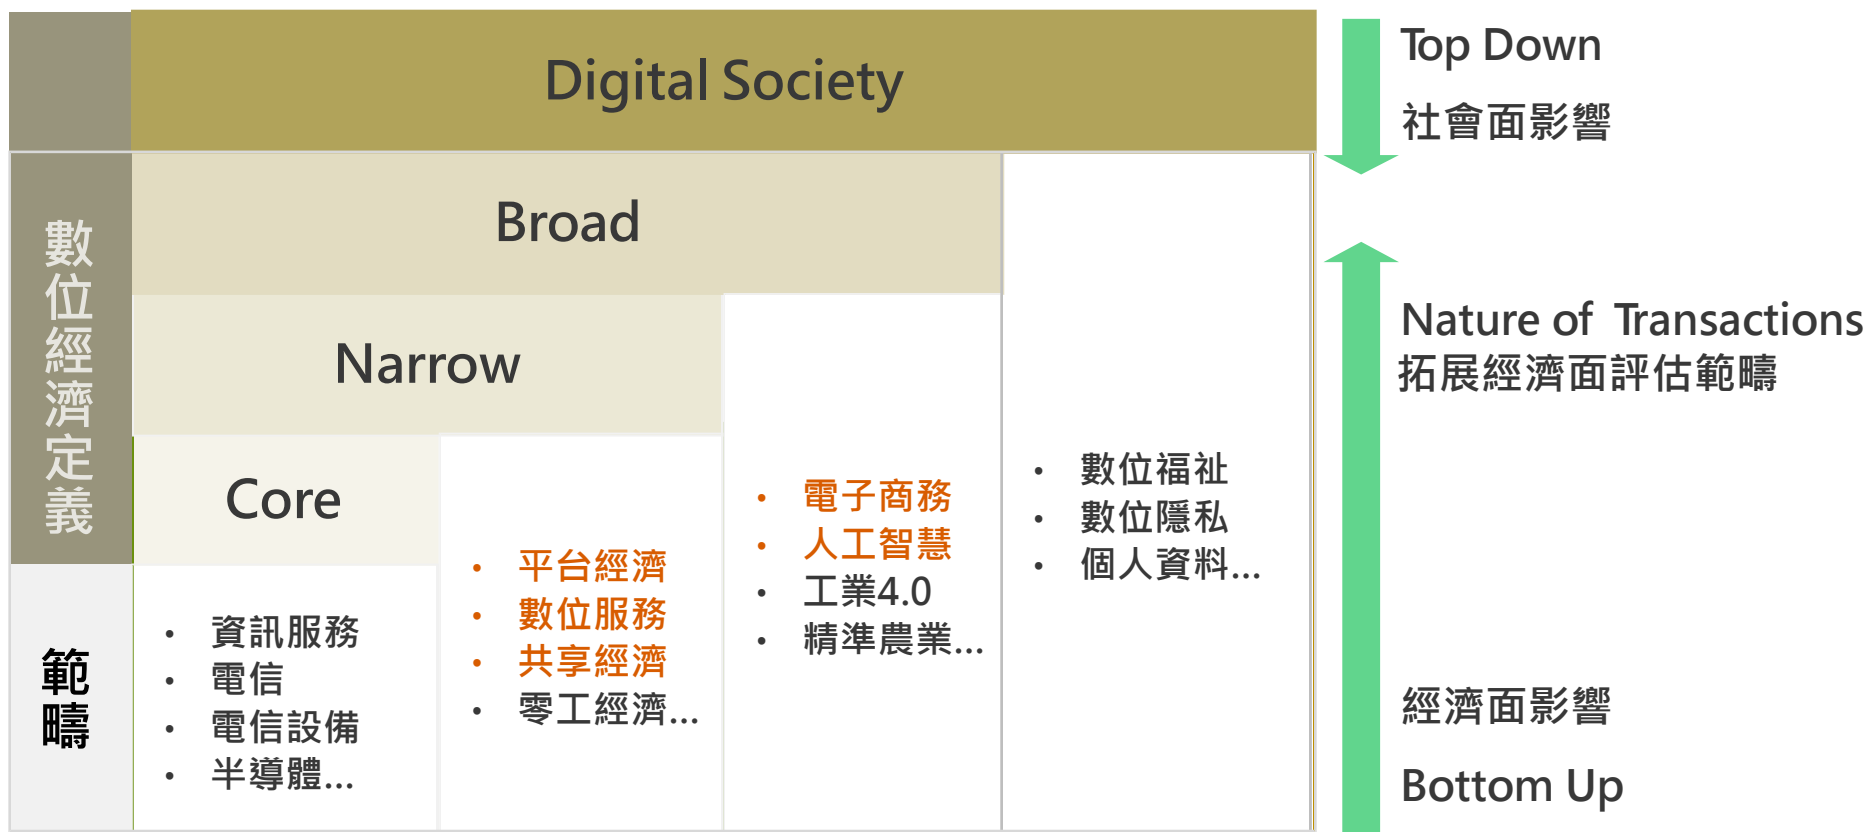 Digital Society
Top Down
社會面影響
數位經濟定義
Broad
Narrow
Core
Nature of Transactions
拓展經濟面評估範疇
範疇
• 資訊服務
• 電信
• 電信設備
• 半導體...
• 平台經濟
• 數位服務
• 共享經濟
• 零工經濟...
• 電子商務
• 人工智慧
• 工業4.0
• 精準農業...
• 數位福祉
• 數位隱私
• 個人資料...
經濟面影響
Bottom Up